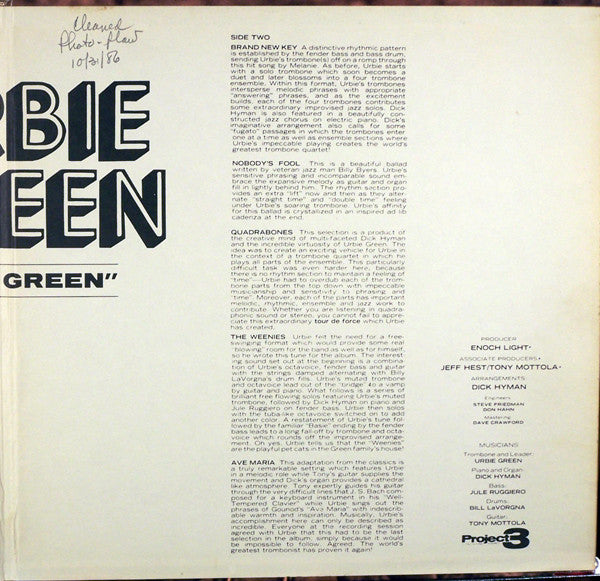 Cleaned
Photo-flow
10/31/86
RBIE
EEN
GREEN"
SIDE TWO
BRAND NEW KEY A distinctive rhythmic pattern
is established by the fender bass and bass drum,
sending Urbie's trombone(s) off on a romp through
this hit song by Melanie. As before, Urbie starts
with a solo trombone which soon becomes a
duet and later blossoms into a four trombone
ensemble. Within this format, Urbie's trombones
intersperse melodic phrases with appropriate
"answering" phrases, and as the excitement
builds, each of the four trombones contributes
some extraordinary improvised jazz solos. Dick
Hyman is also featured in a beautifully con-
structed jazz chorus on electric piano. Dick's
imaginative arrangement also calls for some
"fugato" passages in which the trombones enter
one at a time as well as ensemble sections where
Urbie's impeccable playing creates the world's
greatest trombone quartet!
NOBODY'S FOOL This is a beautiful ballad
written by veteran jazz man Billy Byers. Urbie's
sensitive phrasing and incomparable sound em-
brace the expansive melody as guitar and organ
fill in lightly behind him. The rhythm section pro-
vides an extra "lift" now and then as they alter-
nate "straight time" and "double time" feeling
under Urbie's soaring trombone. Urbie's affinity
for this ballad is crystalized in an inspired ad lib
cadenza at the end.
QUADRABONES This selection is a product of
the creative mind of multi-faceted Dick Hyman
and the incredible virtuosity of Urbie Green. The
idea was to create an exciting vehicle for Urbie in
the context of a trombone quartet in which he
plays all parts of the ensemble. This particularly
difficult task was even harder here, because
there is no rhythm section to maintain a feeling of
"time"—Urbie had to overdub each of the trom-
bone parts from the top down with impeccable
musicianship and sensitivity to phrasing and
"time". Moreover, each of the parts has important
melodic, rhythmic, ensemble and jazz work to
contribute. Whether you are listening in quadra-
phonic sound or stereo, you cannot fail to appre-
ciate this extraordinary tour de force which Urbie
has created.
THE WEENIES Urbie felt the need for a free-
swinging format which would provide some real
"blowing" room for the band as well as for himself,
so he wrote this tune for the album. The interest-
ing sound set out at the beginning is a combina-
tion of Urbie's octavoice, fender bass and guitar
with the strings damped alternating with Billy
LaVorgna's drum fills. Urbie's muted trombone
and octavoice lead out of the "bridge" to a vamp
by guitar and piano. What follows is a series of
brilliant free flowing solos featuring Urbie's muted
trombone, followed by Dick Hyman on piano and
Jule Ruggiero on fender bass. Urbie then solos
with the tuba-like octavoice switched on to add
another color. A restatement of Urbie's tune fol-
lowed by the familiar "Basie" ending by the fender
bass leads to a long fall-off by trombone and octa-
voice which rounds off the improvised arrange-
ment. Oh yes, Urbie tells us that the "Weenies"
are the playful pet cats in the Green family's house!
AVE MARIA This adaptation from the classics is
a truly remarkable setting which features Urbie
in a melodic role while Tony's guitar supplies the
movement and Dick's organ provides a cathedral
like atmosphere. Tony expertly guides his guitar
through the very difficult lines that J. S. Bach com-
posed for a keyboard instrument in his "Well-
Tempered Clavier" while Urbie sings out the
phrases of Gounod's "Ave Maria" with indescrib-
able warmth and inspiration. Musically, Urbie's
accomplishment here can only be described as
incredible. Everyone at the recording session
agreed with Urbie that this had to be the last
selection in the album, simply because it would
be impossible to follow. Agreed: The world's
greatest trombonist has proven it again!
PRODUCER
ENOCH LIGHT•
ASSOCIATE PRODUCERS•
JEFF HEST/TONY MOTTOLA•
ARRANGEMENTS
DICK HYMAN
Engineers
STEVE FRIEDMAN
DON HAHN
Mastering
DAVE CRAWFORD
MUSICIANS
Trombone and Leader:
URBIE GREEN
Piano and Organ:
DICK HYMAN
Bass:
JULE RUGGIERO
Drums:
BILL LaVORGNA
Guitar:
TONY MOTTOLA
Project 3